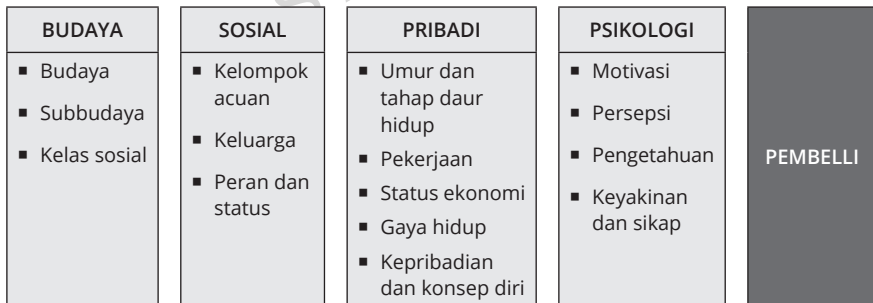 BUDAYA
Budaya
Subbudaya
Kelas sosial
SOSIAL
Kelompok
acuan
Keluarga
Peran dan
status
PRIBADI
Umur dan
tahap daur
hidup
Pekerjaan
Status ekonomi
Gaya hidup
Kepribadian
dan konsep diri
PSIKOLOGI
Motivasi
Persepsi
Pengetahuan
Keyakinan
dan sikap
PEMBELLI